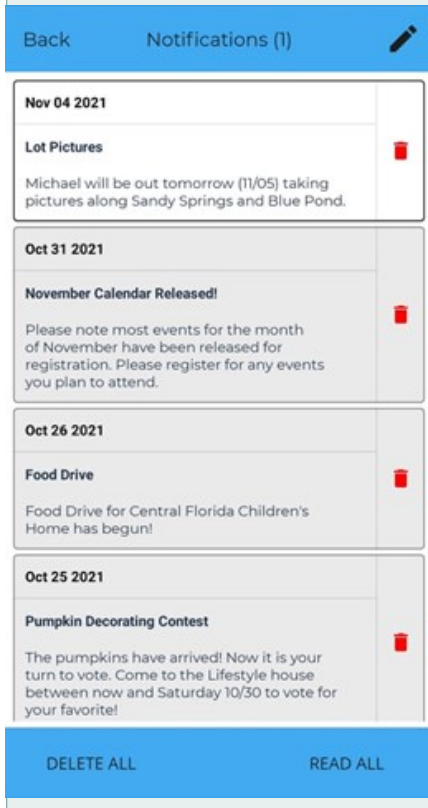 Back Notifications (1)
Nov 04 2021
Lot Pictures
Michael will be out tomorrow (11/05) taking
pictures along Sandy Springs and Blue Pond.
Oct 31 2021
November Calendar Released!
Please note most events for the month
of November have been released for
registration. Please register for any events
you plan to attend.
Oct 26 2021
Food Drive
Food Drive for Central Florida Children's
Home has begun!
Oct 25 2021
Pumpkin Decorating Contest
The pumpkins have arrived! Now it is your
turn to vote. Come to the Lifestyle house
between now and Saturday 10/30 to vote for
your favorite!
DELETE ALL READ ALL